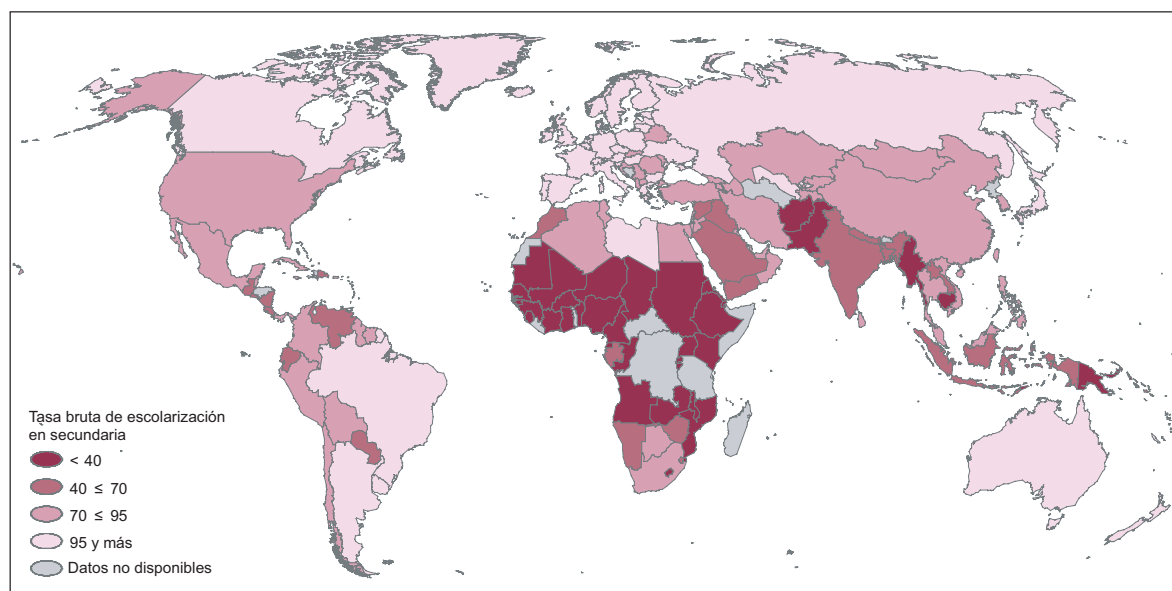 Tasa bruta de escolarización
en secundaria
< 40
40 ≤ 70
70 ≤ 95
95 y más
Datos no disponibles